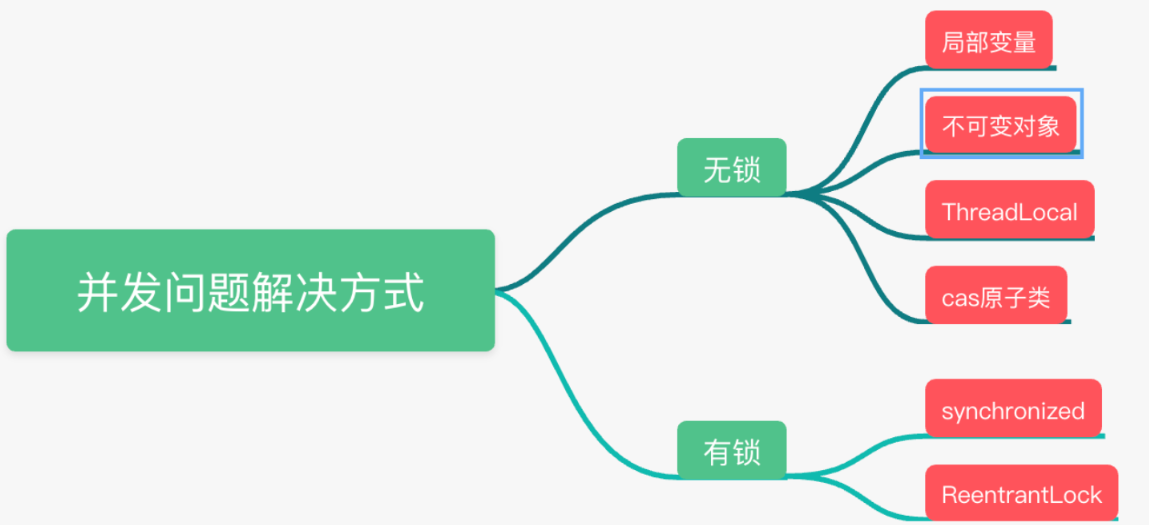 并发问题解决方式
无锁
局部变量
不可变对象
ThreadLocal
cas原子类
有锁
synchronized
ReentrantLock